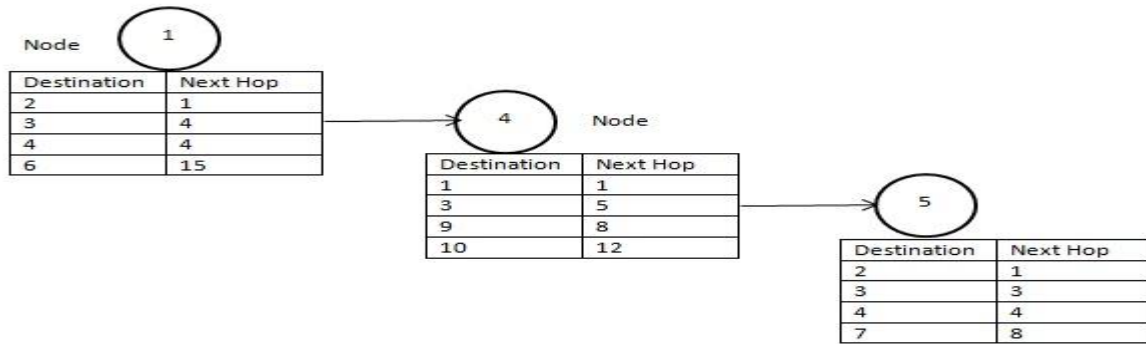 1
Node
Destination Next Hop
2 1
3 4
4 4
6 15
4 Node
Destination Next Hop
1 1
3 5
9 8
10 12
5
Destination Next Hop
2 1
3 3
4 4
7 8